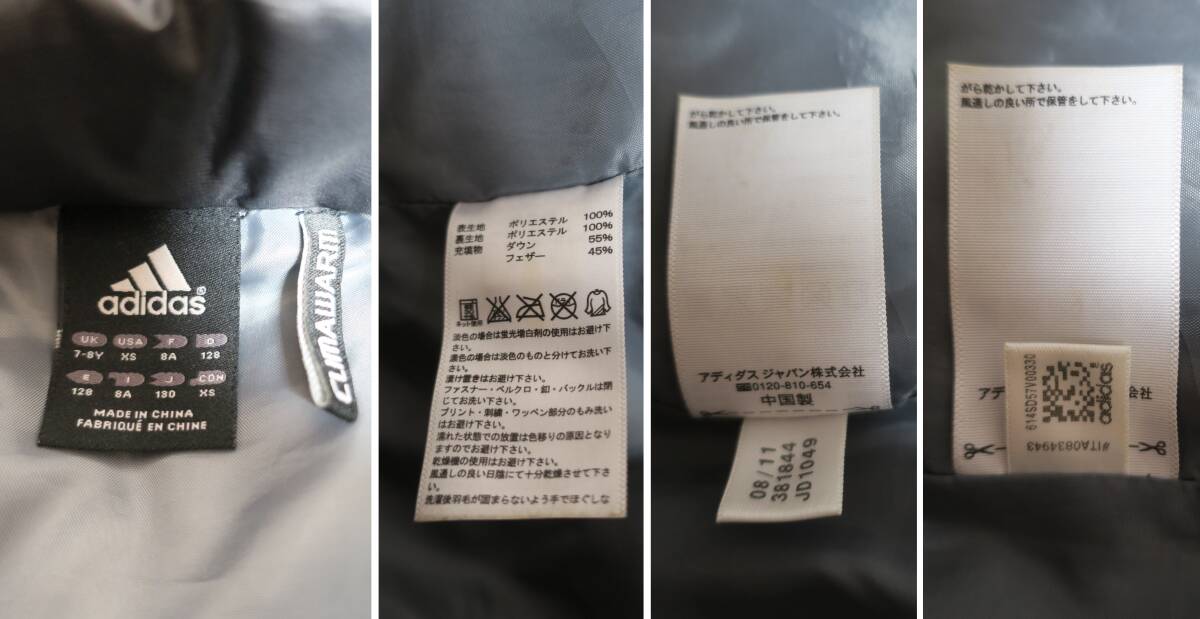 adidas®
UK USA F D
7-8Y XS 8A 128
E I J CDN
128 8A 130 XS
MADE IN CHINA
FABRIQUÉ EN CHINE
CLIMAWARM
表生地 ポリエステル 100%
裏生地 ポリエステル 100%
充填物 ダウン 55%
フェザー 45%
ネット使用
淡色の場合は蛍光増白剤の使用はお避け下
さい。
濃色の場合は淡色のものと分けてお洗い下
さい。
漬け置きはお避け下さい。
ファスナー・ベルクロ・釦・バックルは閉
じてお洗い下さい。
プリント・刺繍・ワッペン部分のもみ洗い
はお避け下さい。
濡れた状態での放置は色移りの原因となり
ますのでお避け下さい。
乾燥機の使用はお避け下さい。
風通しの良い日陰にて十分乾燥させて下さ
い。
洗濯後羽毛が固まらないよう手でほぐしな
がら乾かして下さい。
風通しの良い所で保管をして下さい。
アディダス ジャパン株式会社
0120-810-654
中国製
08/11
381844
JD1049
がら乾かして下さい。
風通しの良い所で保管をして下さい。
アデ
会社
614SD57V00330
adidas
#ITA0834943